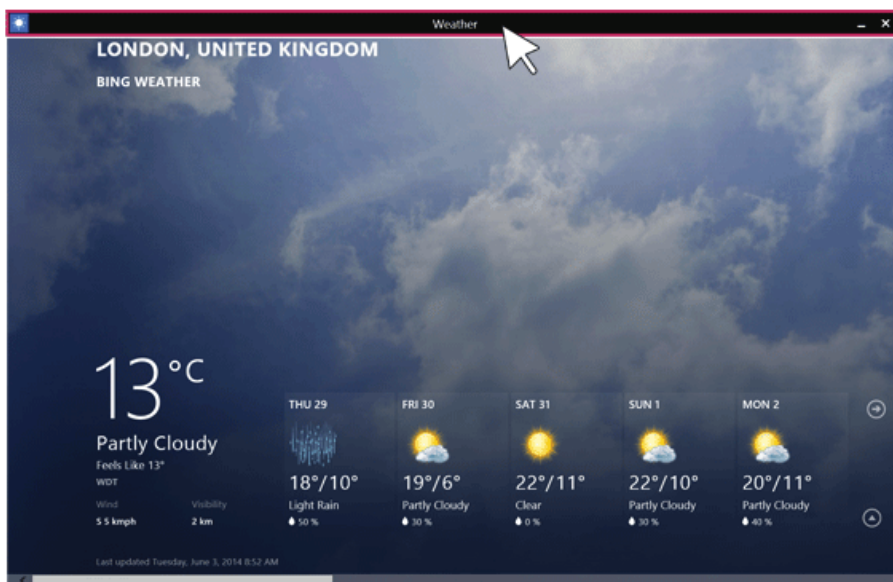 Weather
LONDON, UNITED KINGDOM
BING WEATHER
13 °C
Partly Cloudy
Feels Like 13°
WDT
Wind Visibility
S 5 kmph 2 km
THU 29
18°/10°
Light Rain
50 %
FRI 30
19°/6°
Partly Cloudy
30 %
SAT 31
22°/11°
Clear
0 %
SUN 1
22°/10°
Partly Cloudy
30 %
MON 2
20°/11°
Partly Cloudy
40 %
Last updated Tuesday, June 3, 2014 8:52 AM